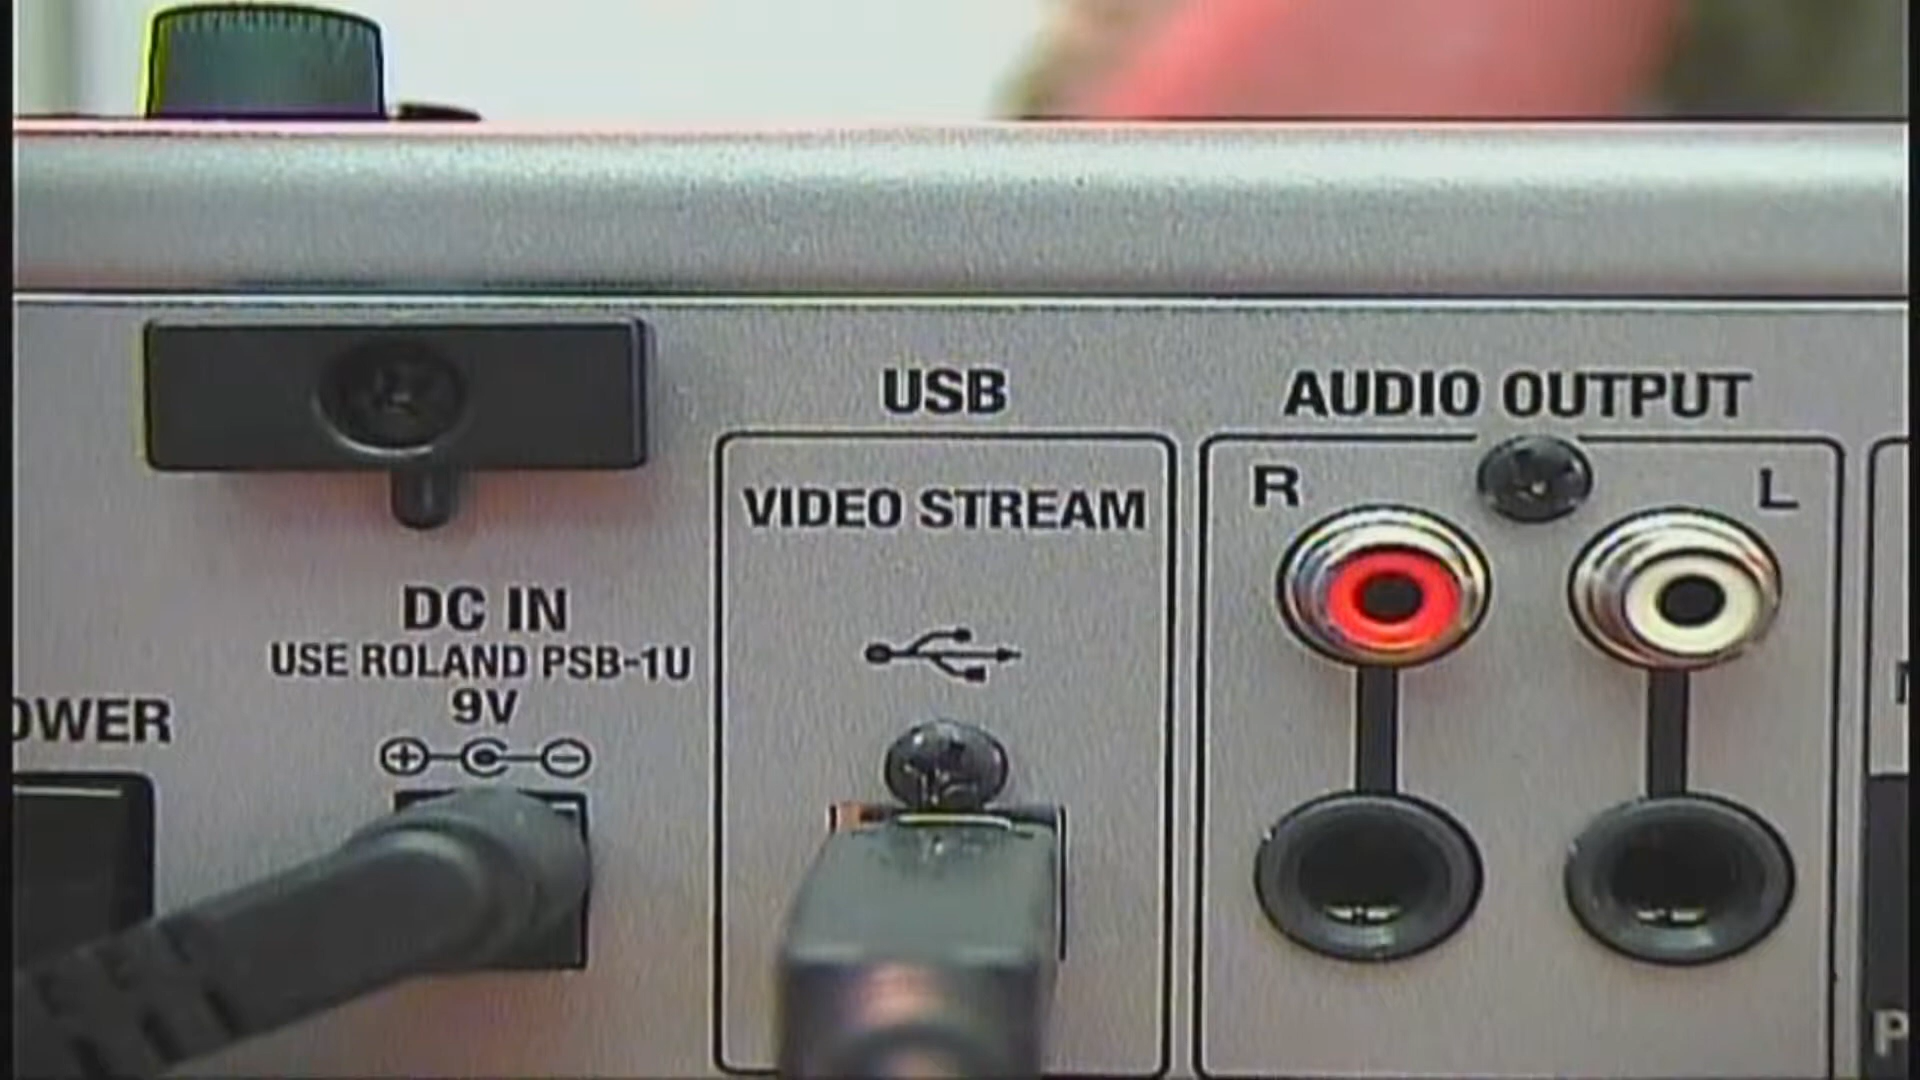 USB
AUDIO OUTPUT
R
L
VIDEO STREAM
DC IN
USE ROLAND PSB-1U
9V
OWER
P